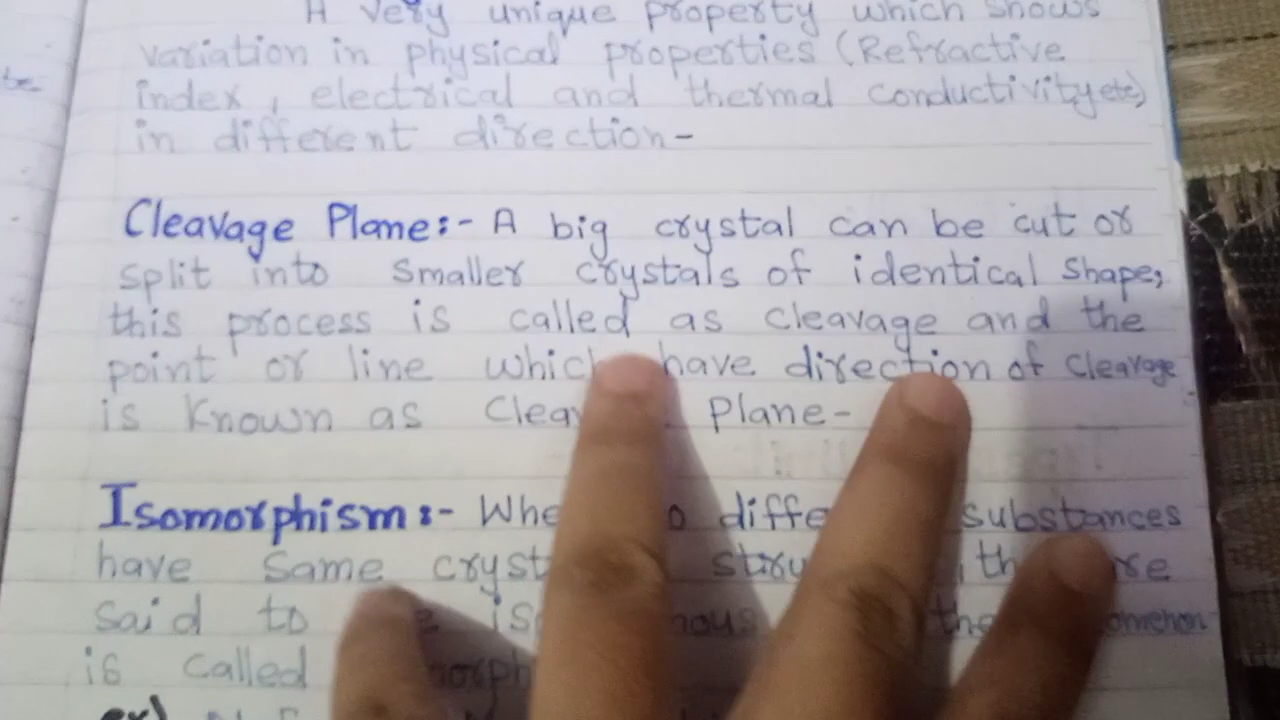 A very unique property which shows
variation in physical properties (Refractive
index, electrical and thermal conductivity etc)
in different direction-
Cleavage Plane:- A big crystal can be cut or
split into smaller crystals of identical shape,
this process is called as cleavage and the
point or line which have direction of cleavage
is known as Plane-
Isomorphism:- substances
have same
said to
is called